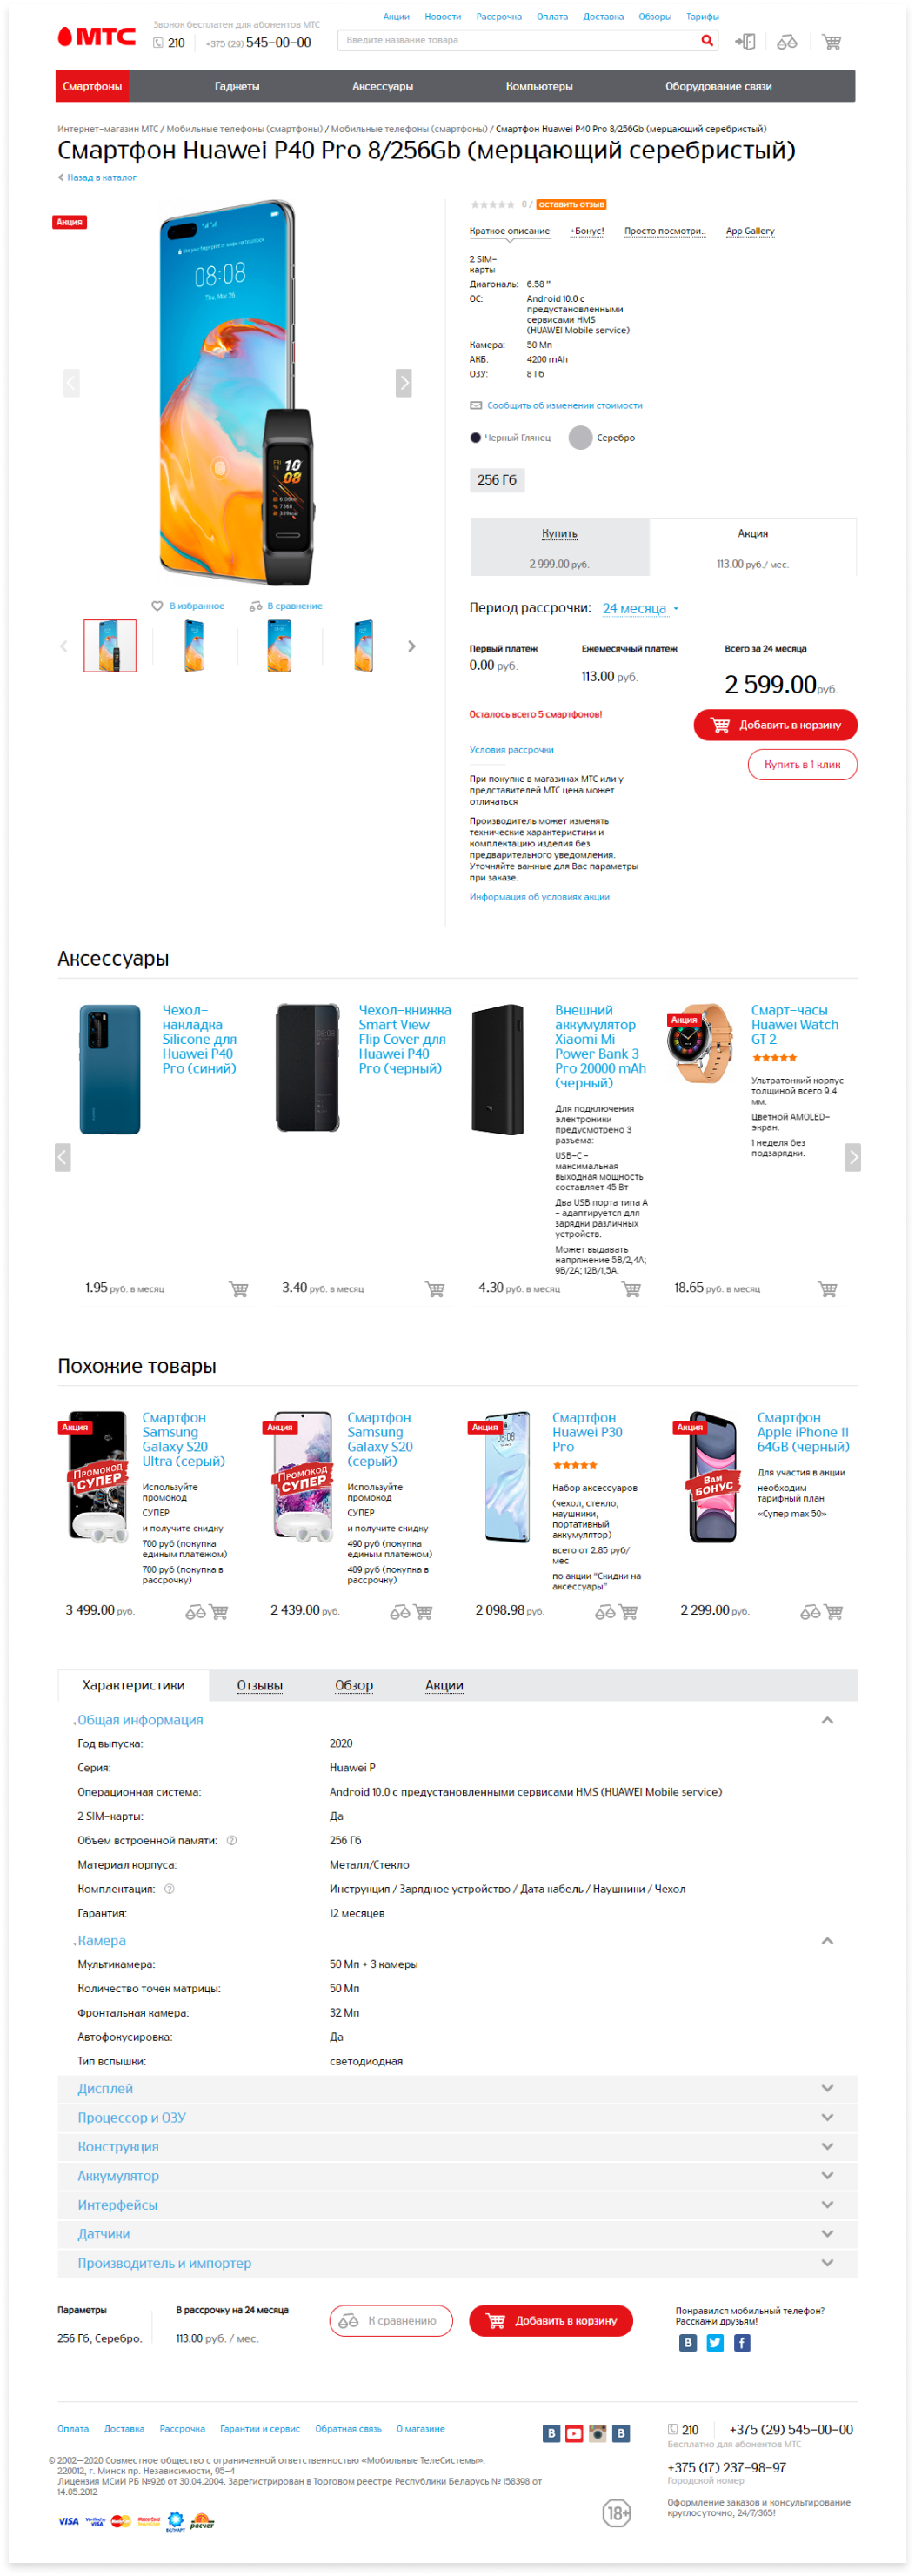 Акции Новости Рассрочка Оплата Доставка Обзоры Тарифы
МТС
Звонок бесплатен для абонентов МТС
210 +375 (29) 545-00-00
Введите название товара
Смартфоны Гаджеты Аксессуары Компьютеры Оборудование связи
Интернет-магазин МТС / Мобильные телефоны (смартфоны) / Мобильные телефоны (смартфоны) / Смартфон Huawei P40 Pro 8/256Gb (мерцающий серебристый)
Смартфон Huawei P40 Pro 8/256Gb (мерцающий серебристый)
Назад в каталог
Акция
08:08
Thu, Mar 26
10
08
В избранное В сравнение
0 / ОСТАВИТЬ ОТЗЫВ
Краткое описание +Бонус! Просто посмотри.. App Gallery
2 SIM-
карты
Диагональ: 6,58 "
ОС: Android 10.0 с
предустановленными
сервисами HMS
(HUAWEI Mobile service)
Камера: 50 Мп
АКБ: 4200 mAh
ОЗУ: 8 Гб
Сообщить об изменении стоимости
Черный Глянец Серебро
256 Гб
Купить Акция
2 999.00 руб. 113.00 руб./ мес.
Период рассрочки: 24 месяца
Первый платеж Ежемесячный платеж Всего за 24 месяца
0.00 руб. 113.00 руб. 2 599.00 руб.
Осталось всего 5 смартфонов!
Добавить в корзину
Условия рассрочки
Купить в 1 клик
При покупке в магазинах МТС или у
представителей МТС цена может
отличаться
Производитель может изменять
технические характеристики и
комплектацию изделия без
предварительного уведомления.
Уточняйте важные для Вас параметры
при заказе.
Информация об условиях акции
Аксессуары
Чехол-
накладка
Silicone для
Huawei P40
Pro (синий)
1.95 руб. в месяц
Чехол-книжка
Smart View
Flip Cover для
Huawei P40
Pro (черный)
3.40 руб. в месяц
Внешний
аккумулятор
Xiaomi Mi
Power Bank 3
Pro 20000 mAh
(черный)
Для подключения
электроники
предусмотрено 3
разъема:
USB-C -
максимальная
выходная мощность
составляет 45 Вт
Два USB порта типа А
- адаптируется для
зарядки различных
устройств.
Может выдавать
напряжение 5В/2,4А;
9В/2А; 12В/1,5А.
4.30 руб. в месяц
Акция
Смарт-часы
Huawei Watch
GT 2
Ультратонкий корпус
толщиной всего 9.4
мм.
Цветной AMOLED-
экран.
1 неделя без
подзарядки.
18.65 руб. в месяц
Похожие товары
Акция
Промокод
СУПЕР
Смартфон
Samsung
Galaxy S20
Ultra (серый)
Используйте
промокод
СУПЕР
и получите скидку
700 руб (покупка
единым платежом)
700 руб (покупка в
рассрочку)
3 499.00 руб.
Акция
Промокод
СУПЕР
Смартфон
Samsung
Galaxy S20
(серый)
Используйте
промокод
СУПЕР
и получите скидку
490 руб (покупка
единым платежом)
489 руб (покупка в
рассрочку)
2 439.00 руб.
Акция
08:08
Смартфон
Huawei P30
Pro
Набор аксессуаров
(чехол, стекло,
наушники,
портативный
аккумулятор)
всего от 2.85 руб/
мес
по акции "Скидки на
аксессуары"
2 098.98 руб.
Акция
Вам
БОНУС
Смартфон
Apple iPhone 11
64GB (черный)
Для участия в акции
необходим
тарифный план
«Супер max 50»
2 299.00 руб.
Характеристики Отзывы Обзор Акции
Общая информация
Год выпуска: 2020
Серия: Huawei P
Операционная система: Android 10.0 с предустановленными сервисами HMS (HUAWEI Mobile service)
2 SIM-карты: Да
Объем встроенной памяти: 256 Гб
Материал корпуса: Металл/Стекло
Комплектация: Инструкция / Зарядное устройство / Дата кабель / Наушники / Чехол
Гарантия: 12 месяцев
Камера
Мультикамера: 50 Мп + 3 камеры
Количество точек матрицы: 50 Мп
Фронтальная камера: 32 Мп
Автофокусировка: Да
Тип вспышки: светодиодная
Дисплей
Процессор и ОЗУ
Конструкция
Аккумулятор
Интерфейсы
Датчики
Производитель и импортер
Параметры В рассрочку на 24 месяца
256 Гб, Серебро. 113.00 руб. / мес.
К сравнению Добавить в корзину
Понравился мобильный телефон?
Расскажи друзьям!
Оплата Доставка Рассрочка Гарантии и сервис Обратная связь О магазине
210 +375 (29) 545-00-00
Бесплатно для абонентов МТС
+375 (17) 237-98-97
Городской номер
© 2002—2020 Совместное общество с ограниченной ответственностью «Мобильные ТелеСистемы».
220012, г. Минск пр. Независимости, 95-4
Лицензия МСиИ РБ №926 от 30.04.2004. Зарегистрирован в Торговом реестре Республики Беларусь № 158398 от
14.05.2012
18+
Оформление заказов и консультирование
круглосуточно, 24/7/365!
VISA Verified by VISA MasterCard БЕЛКАРТ расчет